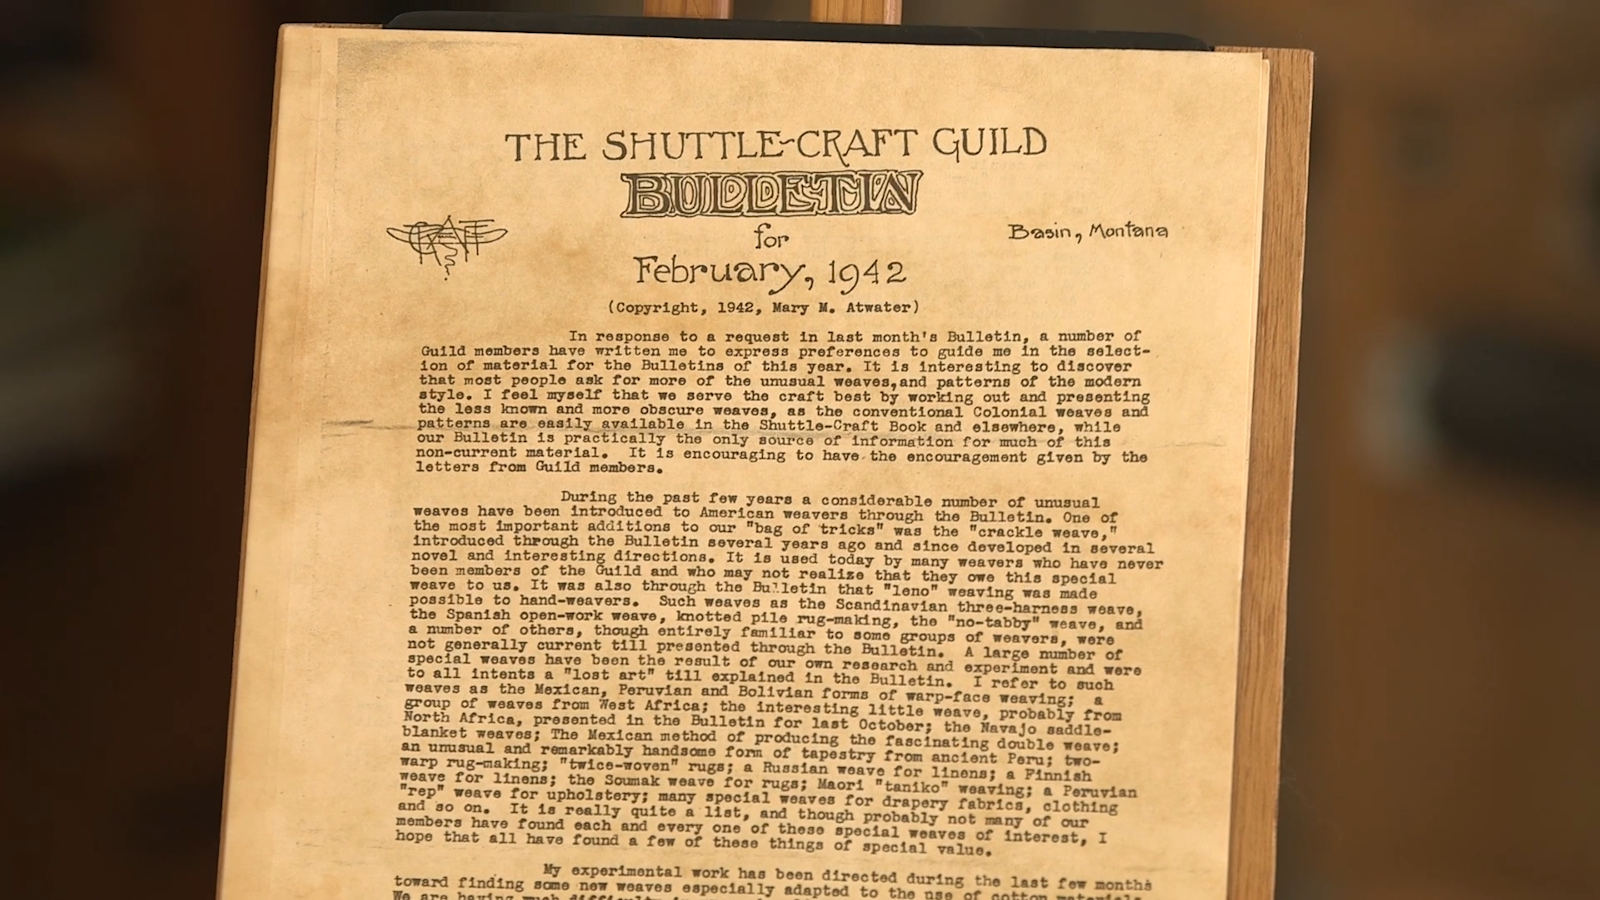 THE SHUTTLE-CRAFT GUILD
BULLETIN
for
Basin, Montana
February, 1942
(Copyright, 1942, Mary M. Atwater)
In response to a request in last month's Bulletin, a number of
Guild members have written me to express preferences to guide me in the select-
ion of material for the Bulletins of this year. It is interesting to discover
that most people ask for more of the unusual weaves,and patterns of the modern
style. I feel myself that we serve the craft best by working out and presenting
the less known and more obscure weaves, as the conventional Colonial weaves and
patterns are easily available in the Shuttle-Craft Book and elsewhere, while
our Bulletin is practically the only source of information for much of this
non-current material. It is encouraging to have the encouragement given by the
letters from Guild members.
During the past few years a considerable number of unusual
weaves have been introduced to American weavers through the Bulletin. One of
the most important additions to our "bag of tricks" was the "crackle weave,"
introduced through the Bulletin several years ago and since developed in several
novel and interesting directions. It is used today by many weavers who have never
been members of the Guild and who may not realize that they owe this special
weave to us. It was also through the Bulletin that "leno" weaving was made
possible to hand-weavers. Such weaves as the Scandinavian three-harness weave,
the Spanish open-work weave, knotted pile rug-making, the "no-tabby" weave, and
a number of others, though entirely familiar to some groups of weavers, were
not generally current till presented through the Bulletin. A large number of
special weaves have been the result of our own research and experiment and were
to all intents a "lost art" till explained in the Bulletin. I refer to such
weaves as the Mexican, Peruvian and Bolivian forms of warp-face weaving; a
group of weaves from West Africa; the interesting little weave, probably from
North Africa, presented in the Bulletin for last October; the Navajo saddle-
blanket weaves; The Mexican method of producing the fascinating double weave;
an unusual and remarkably handsome form of tapestry from ancient Peru; two-
warp rug-making; "twice-woven" rugs; a Russian weave for linens; a Finnish
weave for linens; the Soumak weave for rugs; Maori "taniko" weaving; a Peruvian
"rep" weave for upholstery; many special weaves for drapery fabrics, clothing
and so on. It is really quite a list, and though probably not many of our
members have found each and every one of these special weaves of interest, I
hope that all have found a few of these things of special value.
My experimental work has been directed during the last few months
toward finding some new weaves especially adapted to the use of cotton materials.
We are having much difficulty